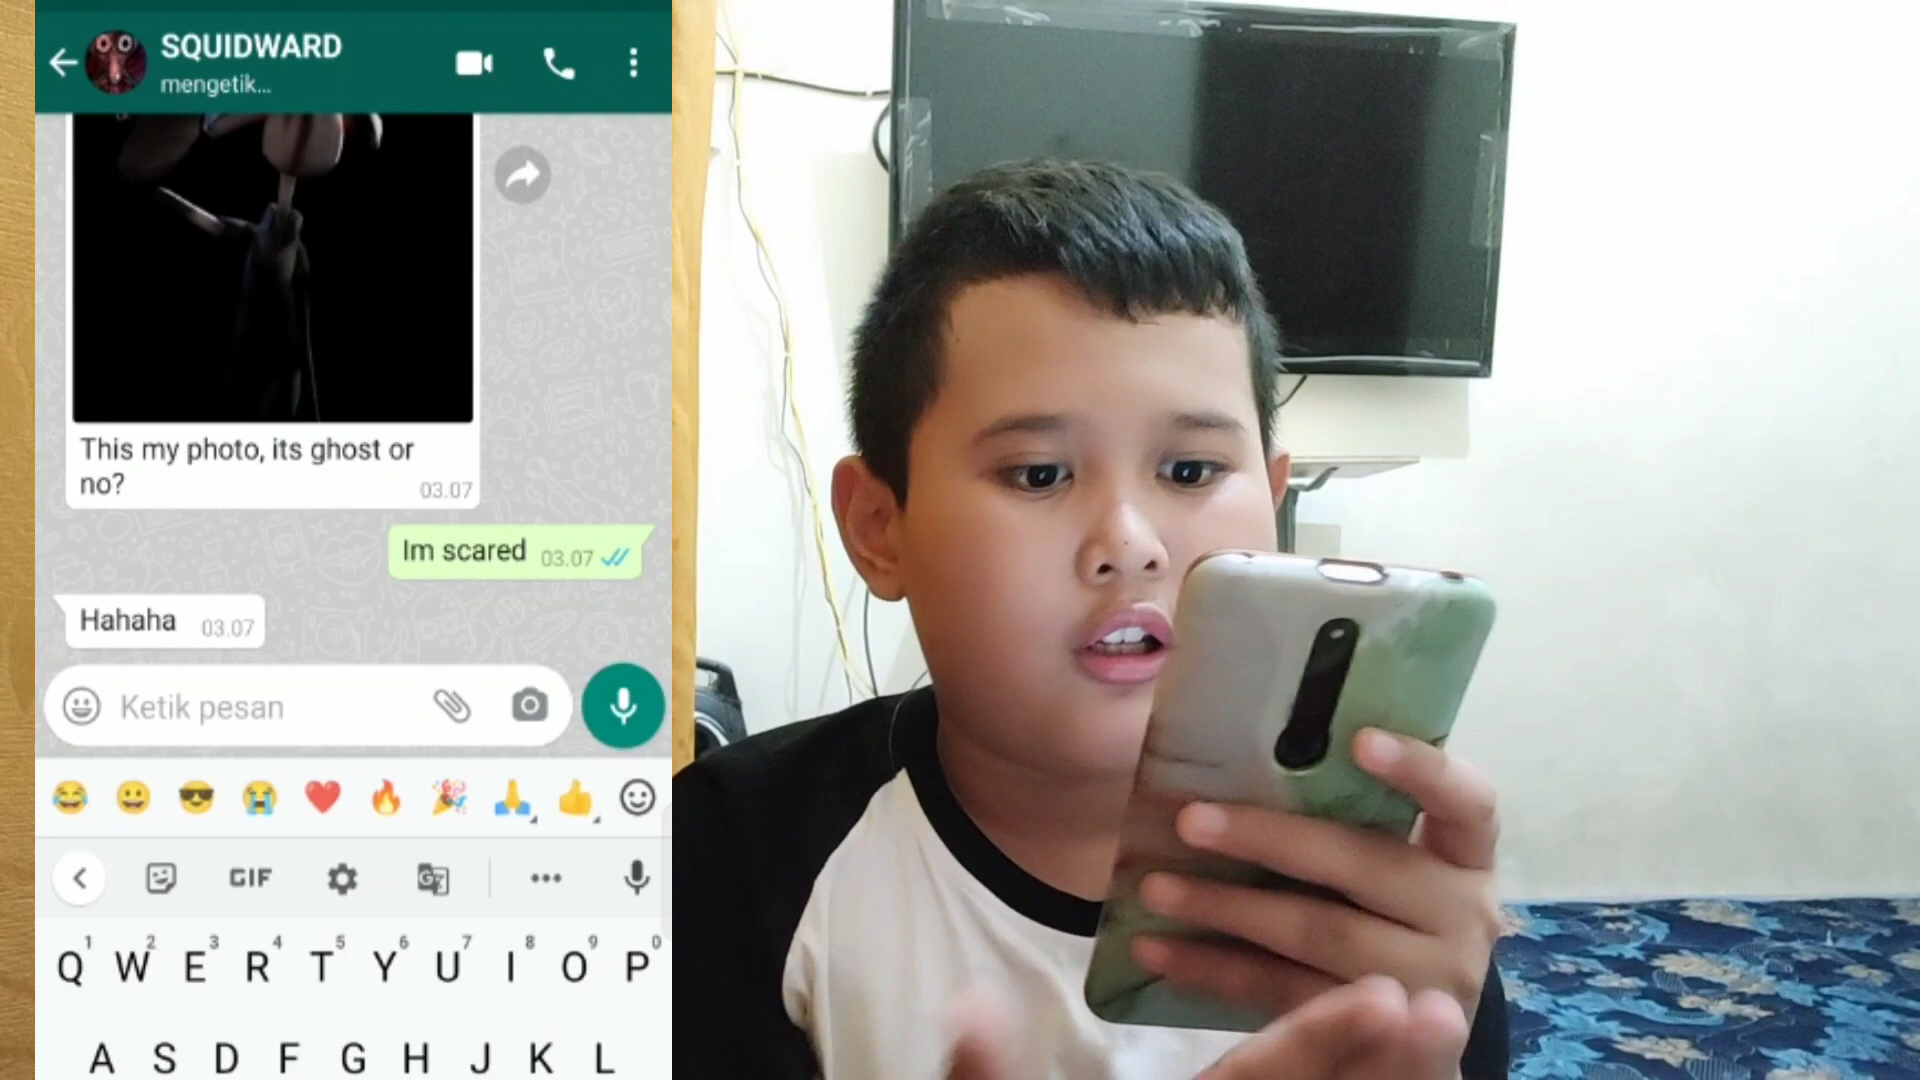 SQUIDWARD
mengetik...
This my photo, its ghost or
no?
03.07
Im scared 03.07
Hahaha 03.07
Ketik pesan
GIF
1 2 3 4 5 6 7 8 9 0
Q W E R T Y U I O P
A S D F G H J K L